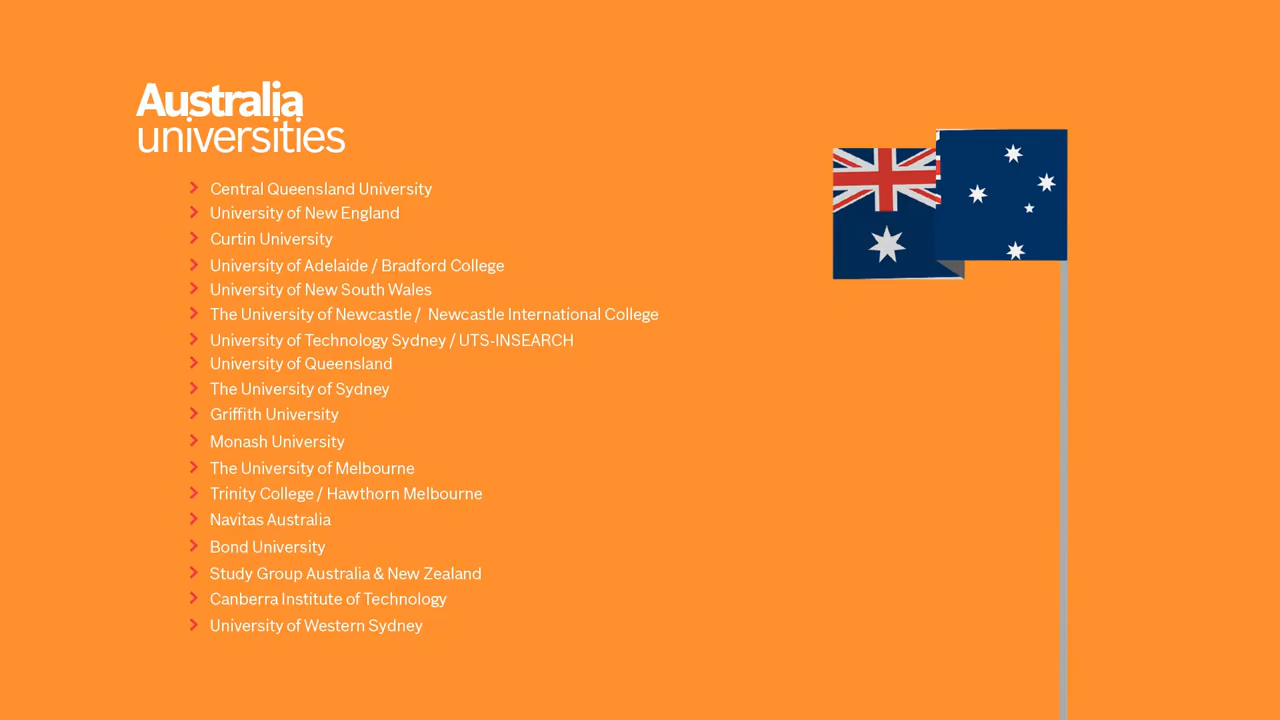 Australia
universities
Central Queensland University
University of New England
Curtin University
University of Adelaide / Bradford College
University of New South Wales
The University of Newcastle / Newcastle International College
University of Technology Sydney / UTS-INSEARCH
University of Queensland
The University of Sydney
Griffith University
Monash University
The University of Melbourne
Trinity College / Hawthorn Melbourne
Navitas Australia
Bond University
Study Group Australia & New Zealand
Canberra Institute of Technology
University of Western Sydney